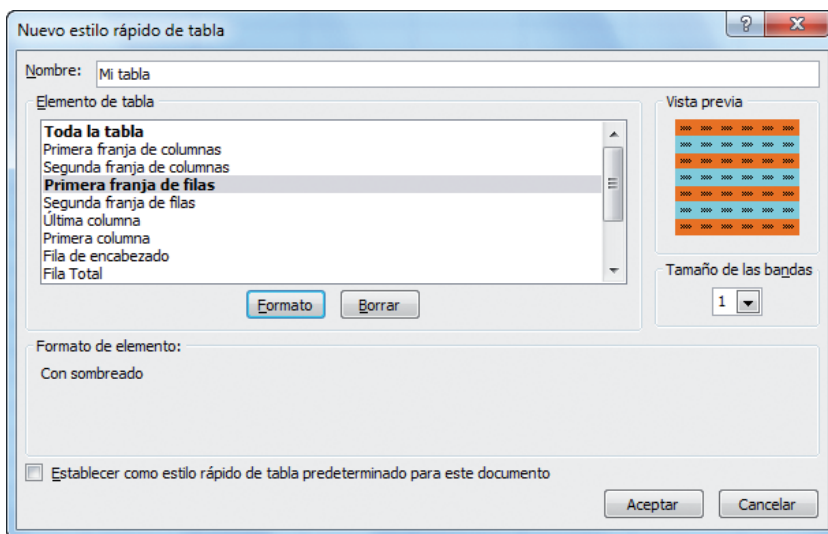 Nuevo estilo rápido de tabla
Nombre: Mi tabla
Elemento de tabla
Toda la tabla
Primera franja de columnas
Segunda franja de columnas
Primera franja de filas
Segunda franja de filas
Última columna
Primera columna
Fila de encabezado
Fila Total
Formato
Borrar
Vista previa
Tamaño de las bandas
1
Formato de elemento:
Con sombreado
Establecer como estilo rápido de tabla predeterminado para este documento
Aceptar
Cancelar